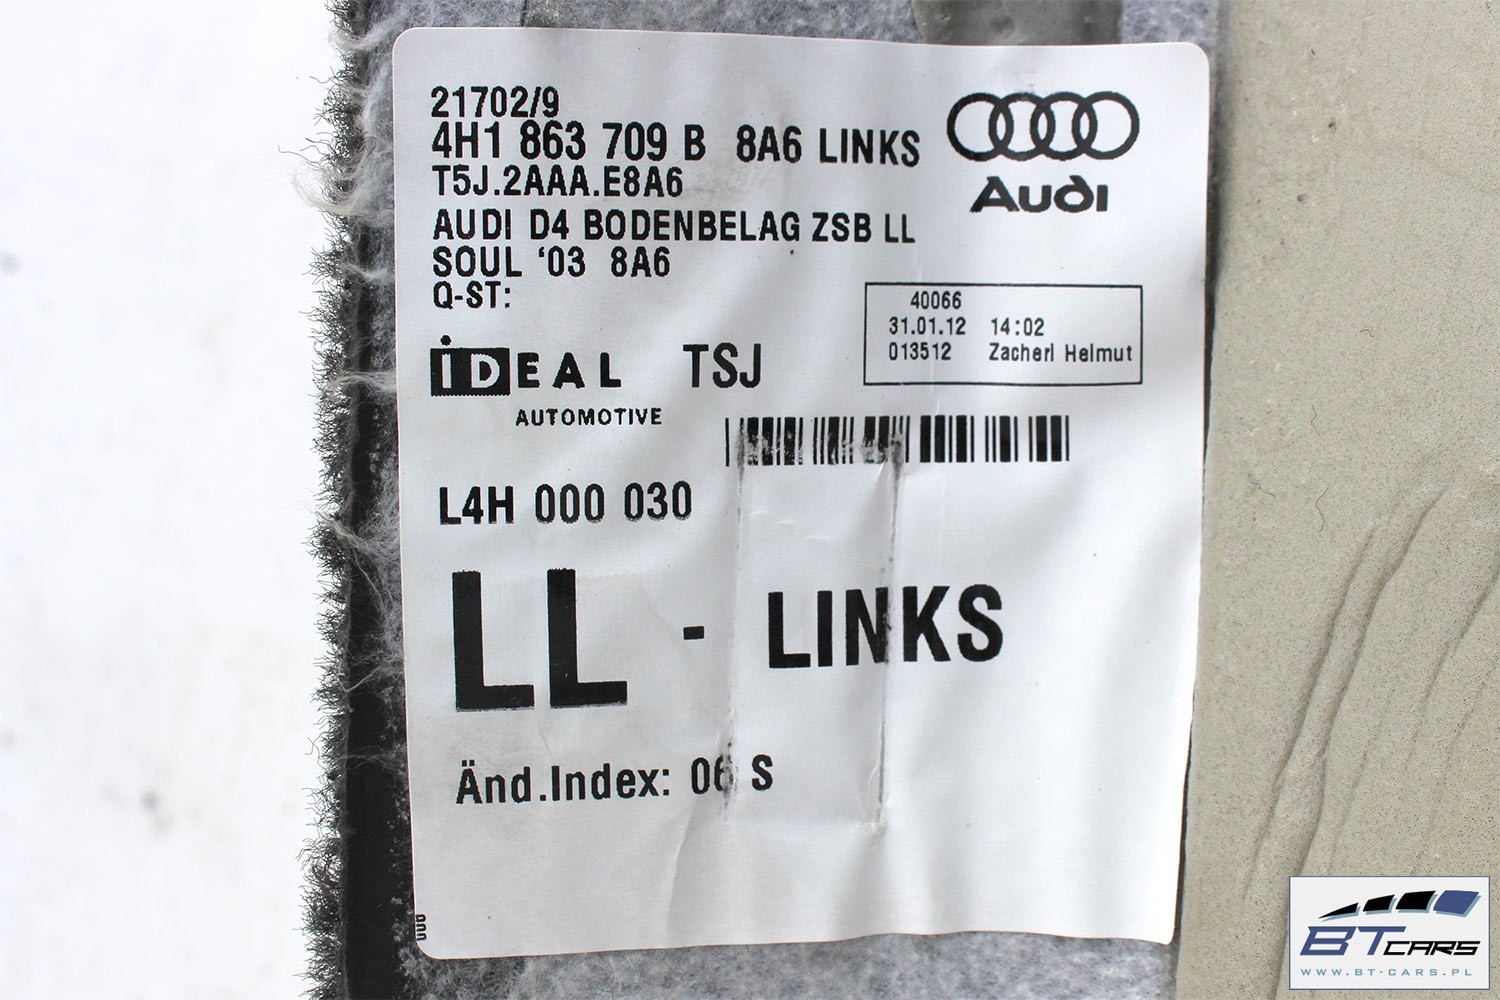 21702/9
4H1 863 709 B 8A6 LINKS
T5J.2AAA.E8A6
AUDI D4 BODENBELAG ZSB LL
SOUL '03 8A6
Q-ST:
Audi
40066
31.01.12 14:02
013512 Zacherl Helmut
iDEAL TSJ
AUTOMOTIVE
L4H 000 030
LL - LINKS
Änd.Index: 06 S
BTCARS
WWW.BT-CARS.PL